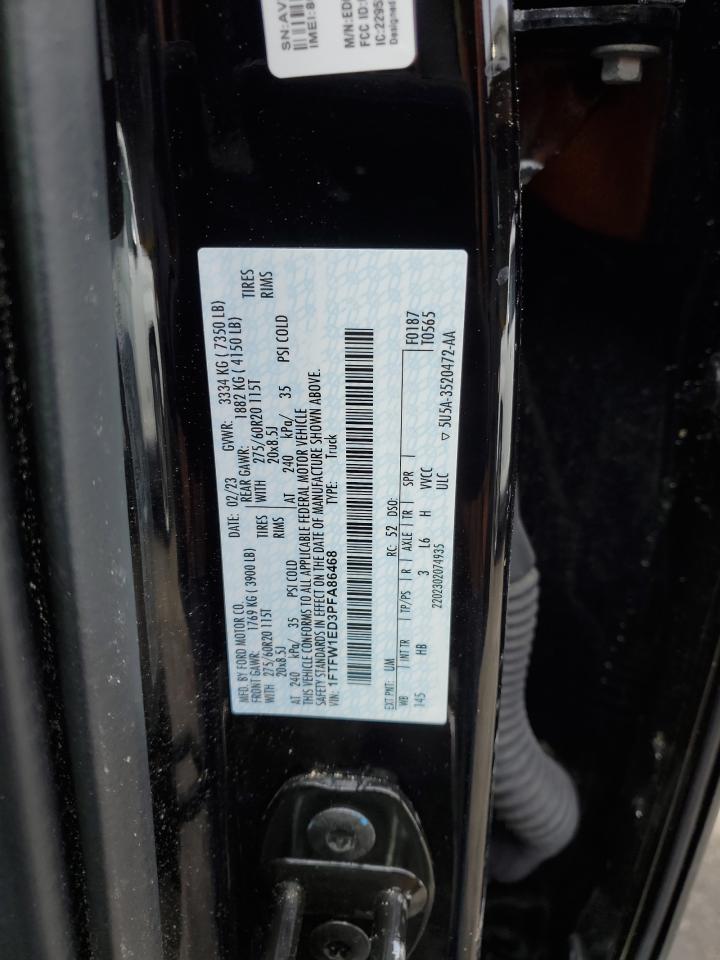 SN:AV
IMEI:8
M/N:ED
FCC ID:
IC:2295
Designed
MFD. BY FORD MOTOR CO.
DATE: 02/23 GVWR: 3334 KG ( 7350 LB)
FRONT GAWR: 1769 KG ( 3900 LB) REAR GAWR: 1882 KG ( 4150 LB)
WITH 275/60R20 115T TIRES WITH 275/60R20 115T TIRES
20x8.5J RIMS 20x8.5J RIMS
AT 240 kPa/ 35 PSI COLD AT 240 kPa/ 35 PSI COLD
THIS VEHICLE CONFORMS TO ALL APPLICABLE FEDERAL MOTOR VEHICLE
SAFETY STANDARDS IN EFFECT ON THE DATE OF MANUFACTURE SHOWN ABOVE.
1FTFW1ED3PFA86468 TYPE: Truck
EXT PNT: UM RC: 52 DSO:
WB INT TR TP/PS R AXLE TR SPR F0187
145 HB 3 L6 H VVCC T0565
2202302074935 ULC ▽ 5U5A-3520472-AA